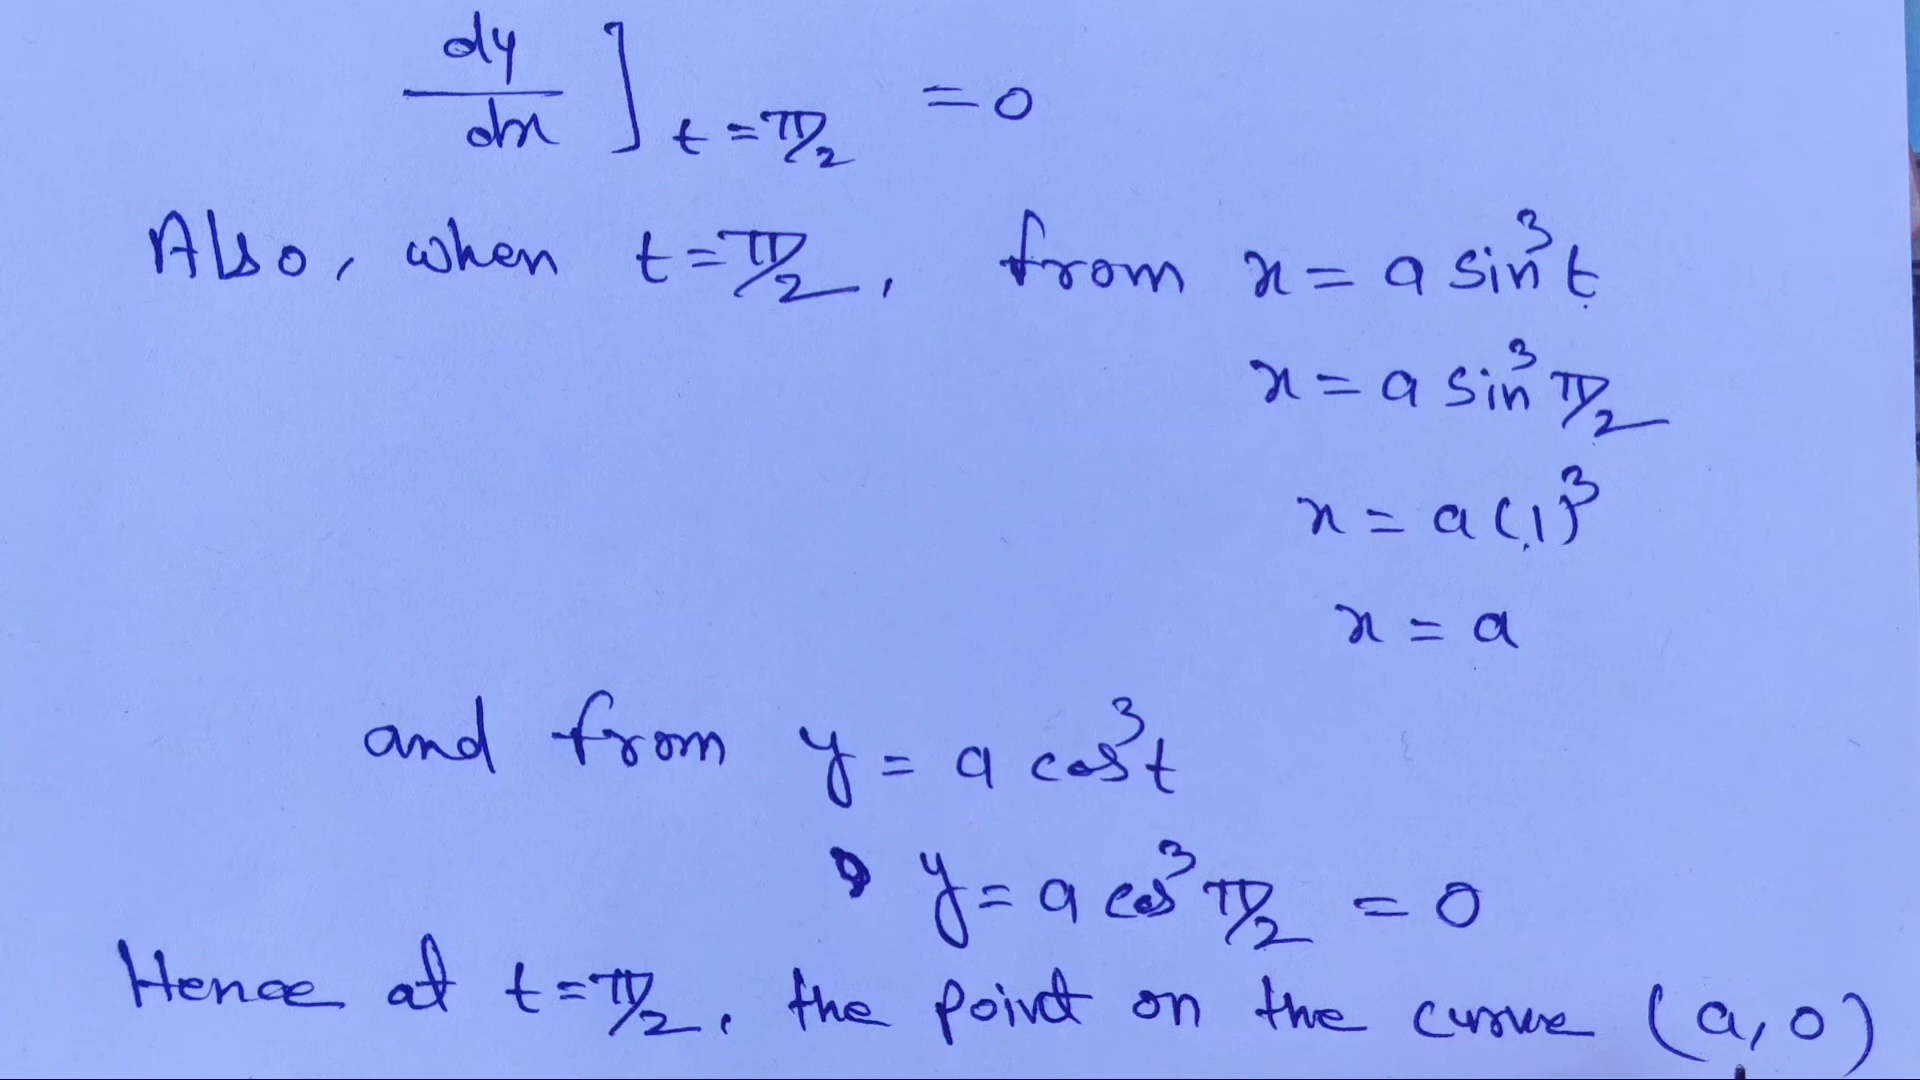 dy/dx ]t=π/2 = 0
Also, when t=π/2, from x = a sin³t
x = a sin³ π/2
x = a(1)³
x = a
and from y = a cos³t
y = a cos³ π/2 = 0
Hence at t=π/2, the point on the curve (a,0)